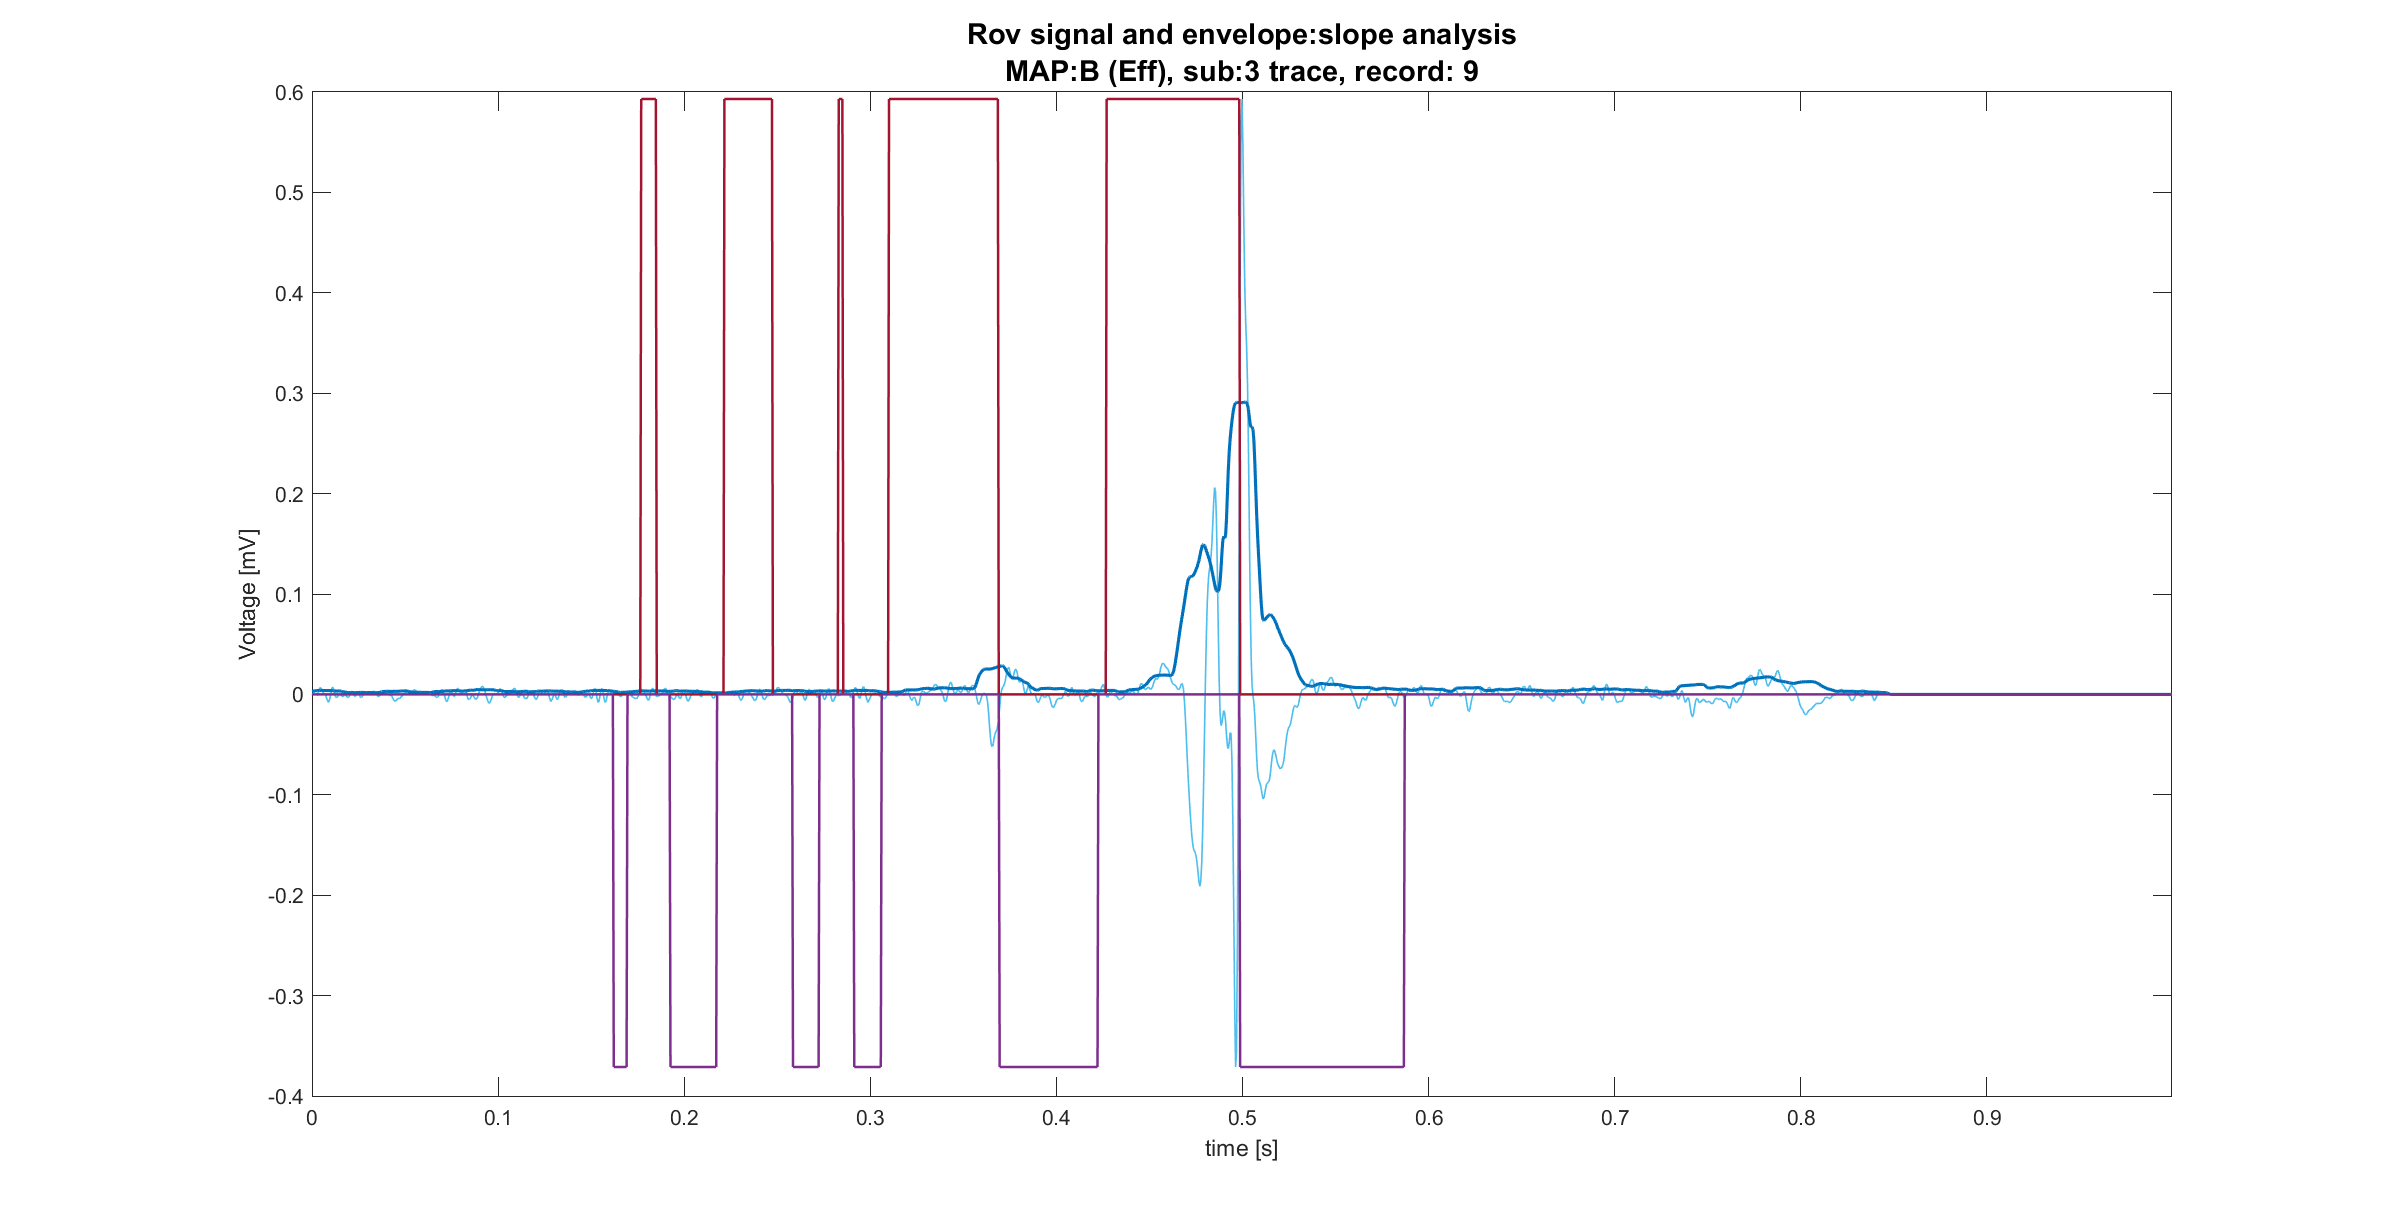 Rov signal and envelope:slope analysis
MAP:B (Eff), sub:3 trace, record: 9
0.6
0.5
0.4
0.3
0.2
0.1
0
-0.1
-0.2
-0.3
-0.4
Voltage [mV]
0 0.1 0.2 0.3 0.4 0.5 0.6 0.7 0.8 0.9
time [s]